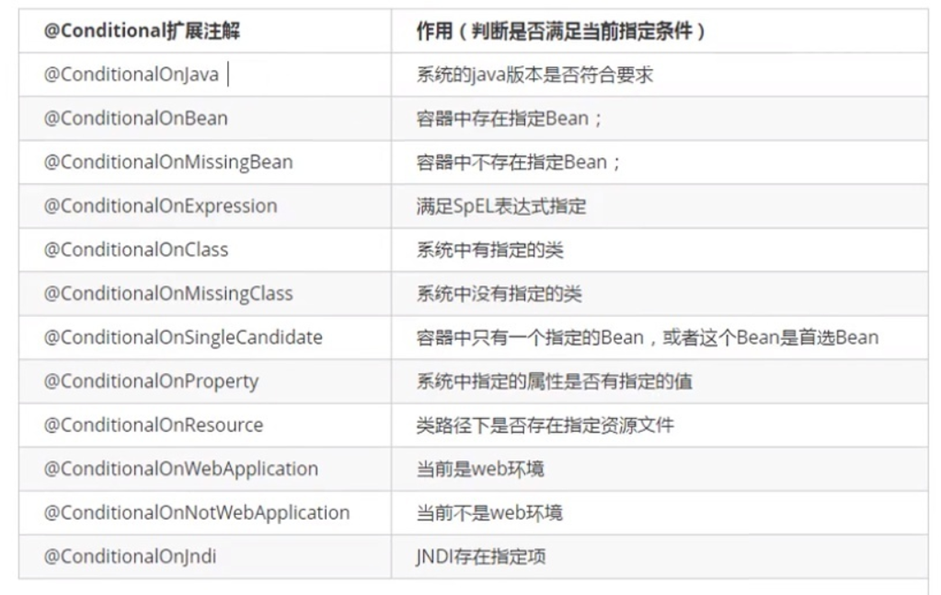 @Conditional扩展注解 作用（判断是否满足当前指定条件）
@ConditionalOnJava 系统的java版本是否符合要求
@ConditionalOnBean 容器中存在指定Bean；
@ConditionalOnMissingBean 容器中不存在指定Bean；
@ConditionalOnExpression 满足SpEL表达式指定
@ConditionalOnClass 系统中有指定的类
@ConditionalOnMissingClass 系统中没有指定的类
@ConditionalOnSingleCandidate 容器中只有一个指定的Bean，或者这个Bean是首选Bean
@ConditionalOnProperty 系统中指定的属性是否有指定的值
@ConditionalOnResource 类路径下是否存在指定资源文件
@ConditionalOnWebApplication 当前是web环境
@ConditionalOnNotWebApplication 当前不是web环境
@ConditionalOnJndi JNDI存在指定项